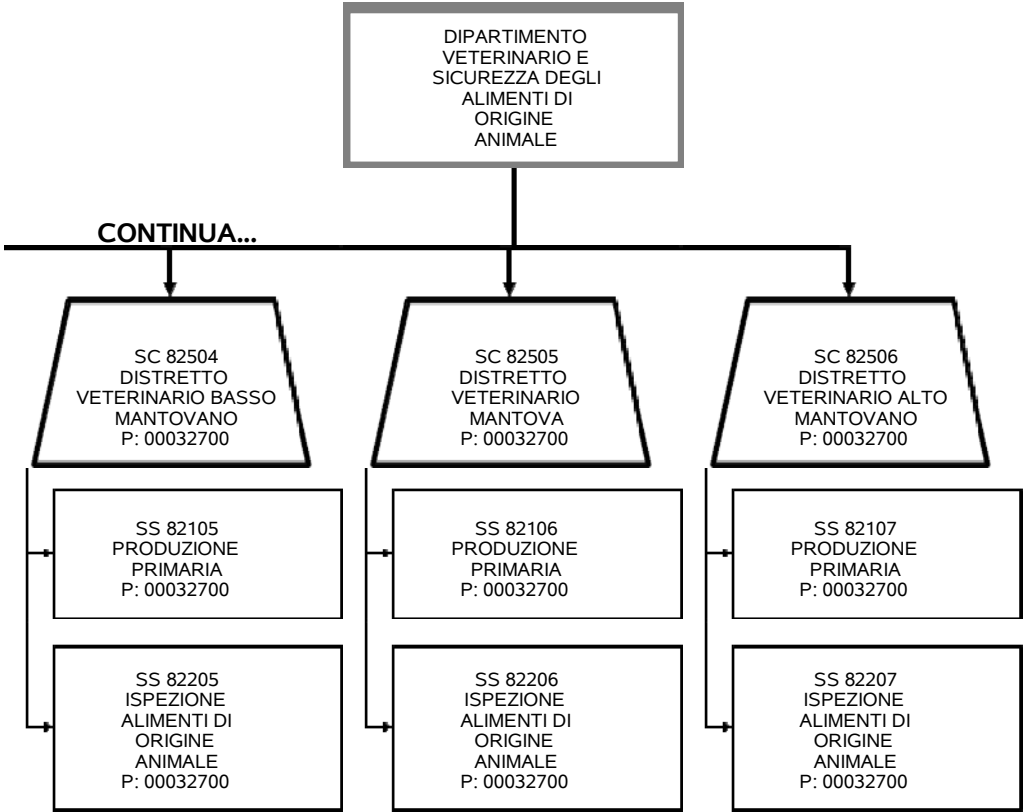 DIPARTIMENTO
VETERINARIO E
SICUREZZA DEGLI
ALIMENTI DI
ORIGINE
ANIMALE
CONTINUA...
SC 82504
DISTRETTO
VETERINARIO BASSO
MANTOVANO
P: 00032700
SC 82505
DISTRETTO
VETERINARIO
MANTOVA
P: 00032700
SC 82506
DISTRETTO
VETERINARIO ALTO
MANTOVANO
P: 00032700
SS 82105
PRODUZIONE
PRIMARIA
P: 00032700
SS 82106
PRODUZIONE
PRIMARIA
P: 00032700
SS 82107
PRODUZIONE
PRIMARIA
P: 00032700
SS 82205
ISPEZIONE
ALIMENTI DI
ORIGINE
ANIMALE
P: 00032700
SS 82206
ISPEZIONE
ALIMENTI DI
ORIGINE
ANIMALE
P: 00032700
SS 82207
ISPEZIONE
ALIMENTI DI
ORIGINE
ANIMALE
P: 00032700